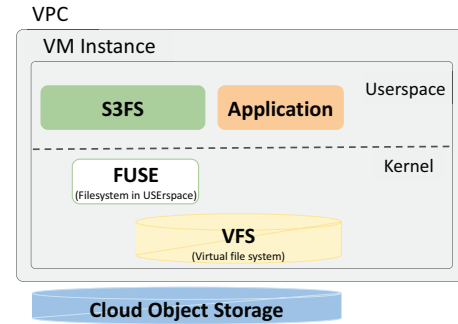 VPC
VM Instance
Userspace
S3FS
Application
Kernel
FUSE
(Filesystem in USErspace)
VFS
(Virtual file system)
Cloud Object Storage